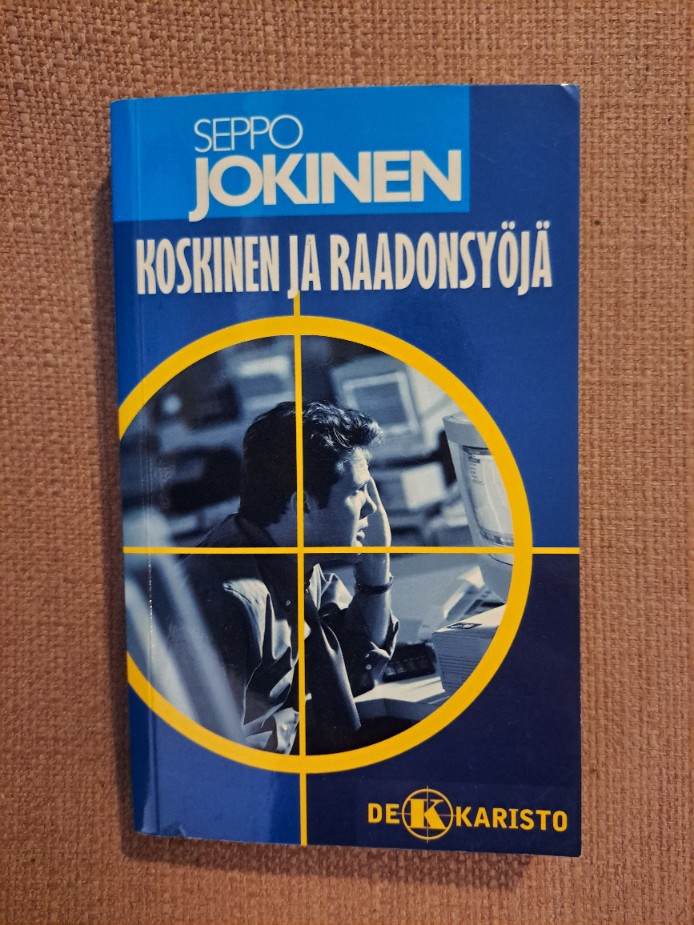 SEPPO
JOKINEN
KOSKINEN JA RAADONSYÖJÄ
DEKKARISTO